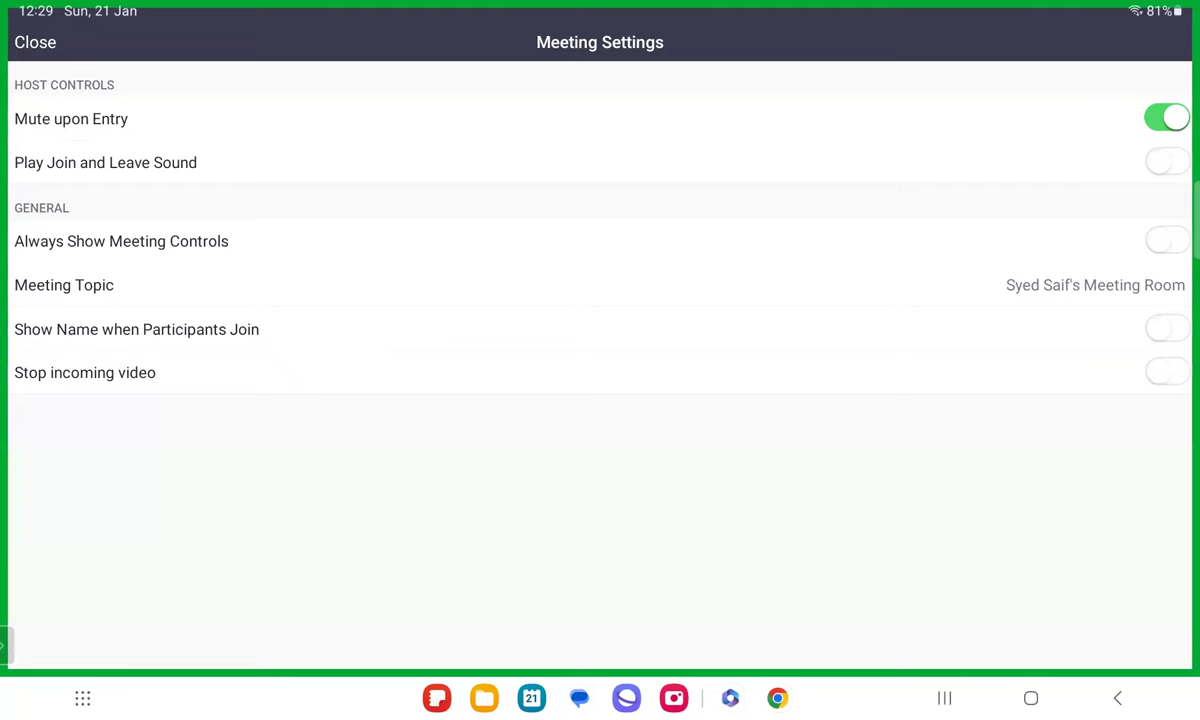 12:29 Sun, 21 Jan 81%
Close Meeting Settings
HOST CONTROLS
Mute upon Entry
Play Join and Leave Sound
GENERAL
Always Show Meeting Controls
Meeting Topic Syed Saif's Meeting Room
Show Name when Participants Join
Stop incoming video
21